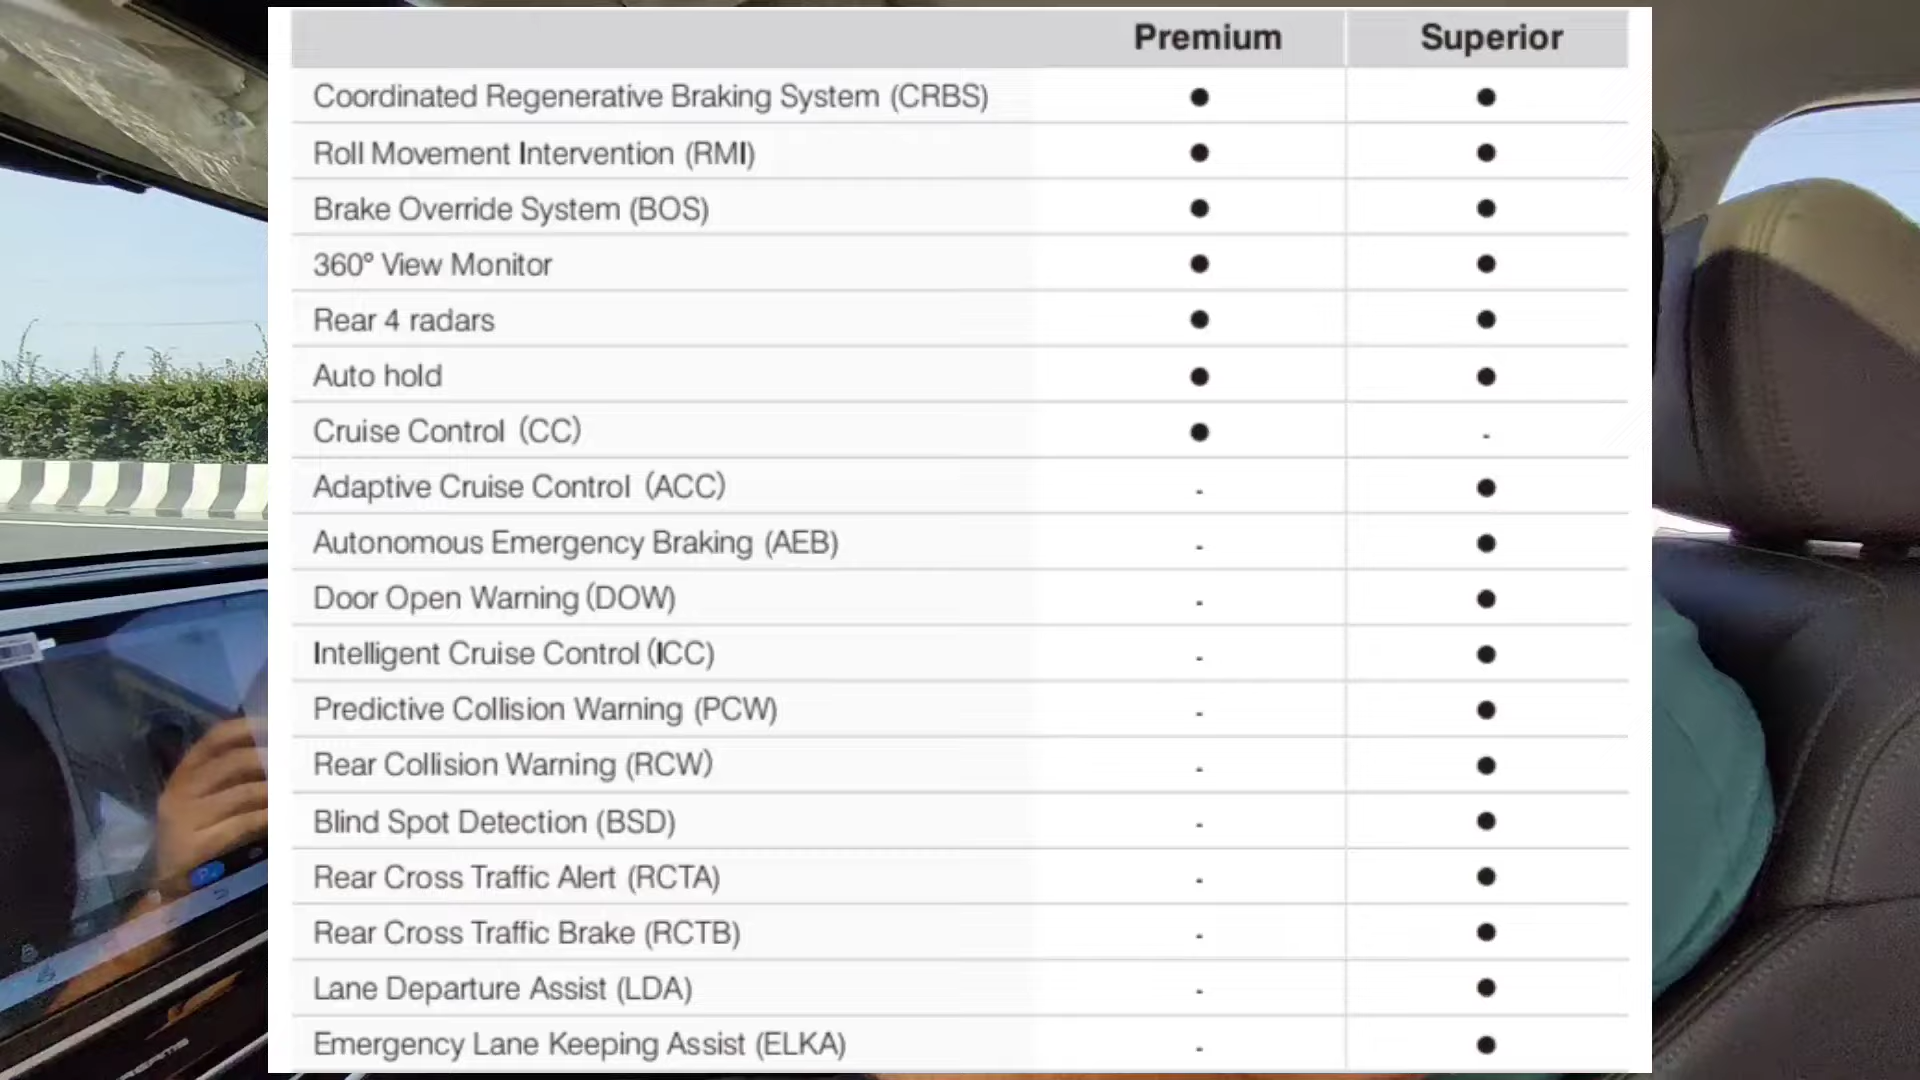 Premium Superior
Coordinated Regenerative Braking System (CRBS) ● ●
Roll Movement Intervention (RMI) ● ●
Brake Override System (BOS) ● ●
360° View Monitor ● ●
Rear 4 radars ● ●
Auto hold ● ●
Cruise Control (CC) ● -
Adaptive Cruise Control (ACC) - ●
Autonomous Emergency Braking (AEB) - ●
Door Open Warning (DOW) - ●
Intelligent Cruise Control (ICC) - ●
Predictive Collision Warning (PCW) - ●
Rear Collision Warning (RCW) - ●
Blind Spot Detection (BSD) - ●
Rear Cross Traffic Alert (RCTA) - ●
Rear Cross Traffic Brake (RCTB) - ●
Lane Departure Assist (LDA) - ●
Emergency Lane Keeping Assist (ELKA) - ●